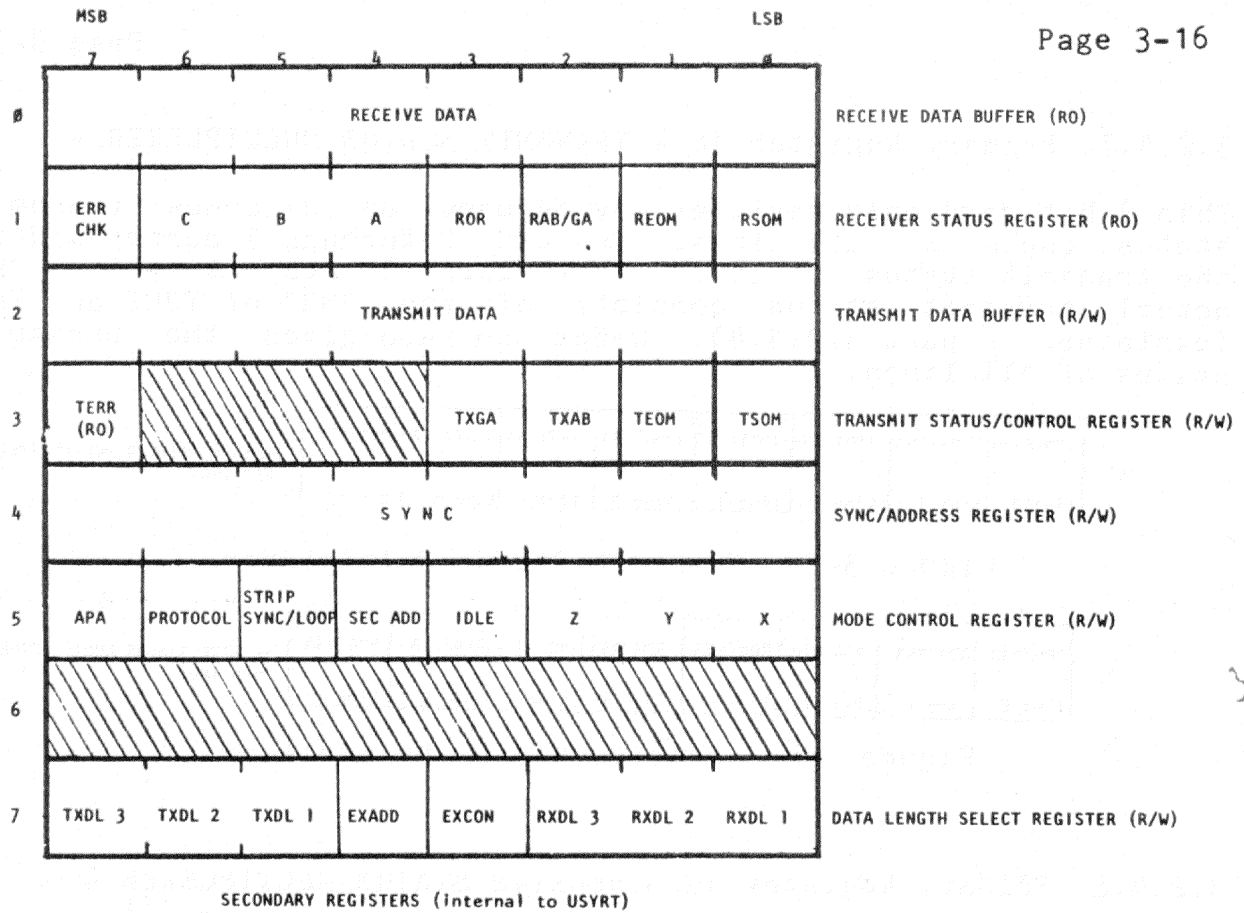 MSB LSB
Page 3-16
7 6 5 4 3 2 1 ø
ø RECEIVE DATA RECEIVE DATA BUFFER (RO)
1 ERR CHK C B A ROR RAB/GA REOM RSOM RECEIVER STATUS REGISTER (RO)
2 TRANSMIT DATA TRANSMIT DATA BUFFER (R/W)
3 TERR (RO) TXGA TXAB TEOM TSOM TRANSMIT STATUS/CONTROL REGISTER (R/W)
4 S Y N C SYNC/ADDRESS REGISTER (R/W)
5 APA PROTOCOL STRIP SYNC/LOOP SEC ADD IDLE Z Y X MODE CONTROL REGISTER (R/W)
6
7 TXDL 3 TXDL 2 TXDL 1 EXADD EXCON RXDL 3 RXDL 2 RXDL 1 DATA LENGTH SELECT REGISTER (R/W)
SECONDARY REGISTERS (internal to USYRT)